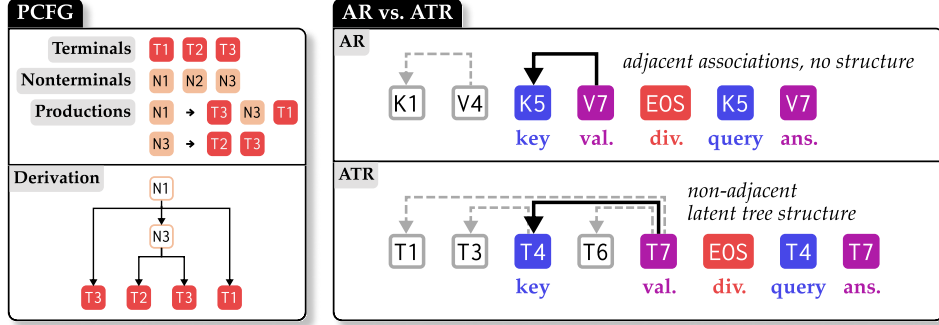 PCFG
Terminals T1 T2 T3
Nonterminals N1 N2 N3
Productions N1 → T3 N3 T1
N3 → T2 T3
Derivation
N1
N3
T3 T2 T3 T1
AR vs. ATR
AR
adjacent associations, no structure
K1 V4 K5 V7 EOS K5 V7
key val. div. query ans.
ATR
non-adjacent
latent tree structure
T1 T3 T4 T6 T7 EOS T4 T7
key val. div. query ans.